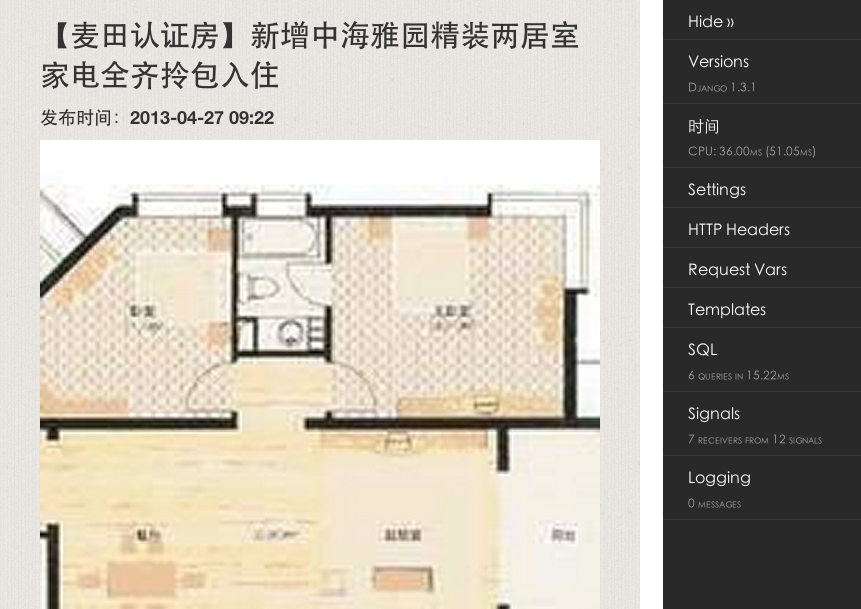 【麦田认证房】新增中海雅园精装两居室
家电全齐拎包入住
发布时间：2013-04-27 09:22
卧室
主卧室
餐厅
起居室
阳台
Hide »
Versions
Django 1.3.1
时间
CPU: 36.00ms (51.05ms)
Settings
HTTP Headers
Request Vars
Templates
SQL
6 queries in 15.22ms
Signals
7 receivers from 12 signals
Logging
0 messages